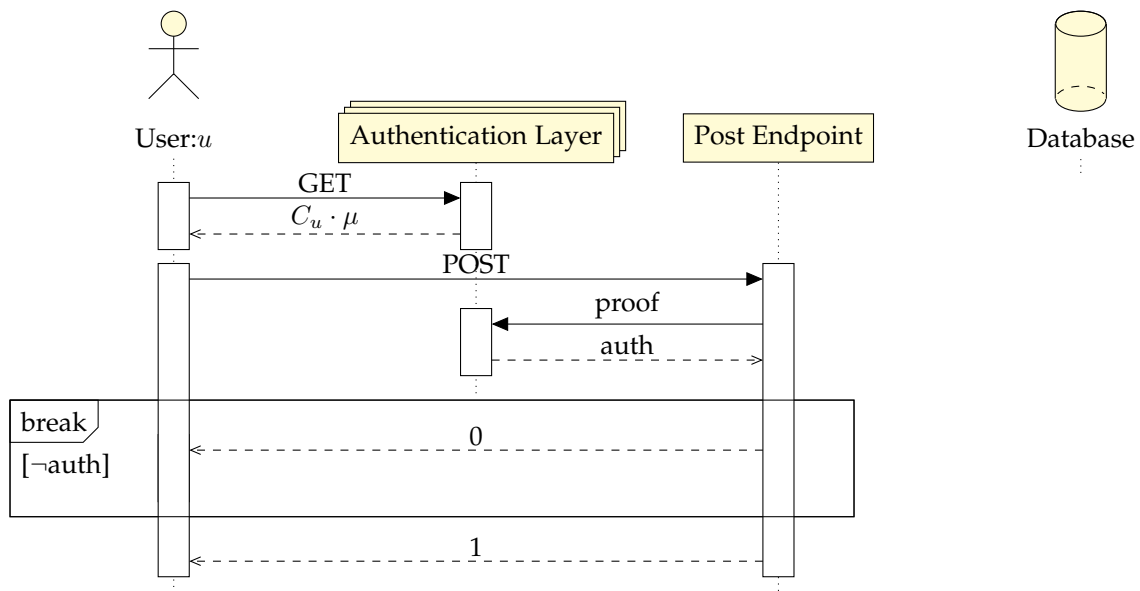 User:u
Authentication Layer
Post Endpoint
Database
GET
C_u · μ
POST
proof
auth
break
0
[¬auth]
1